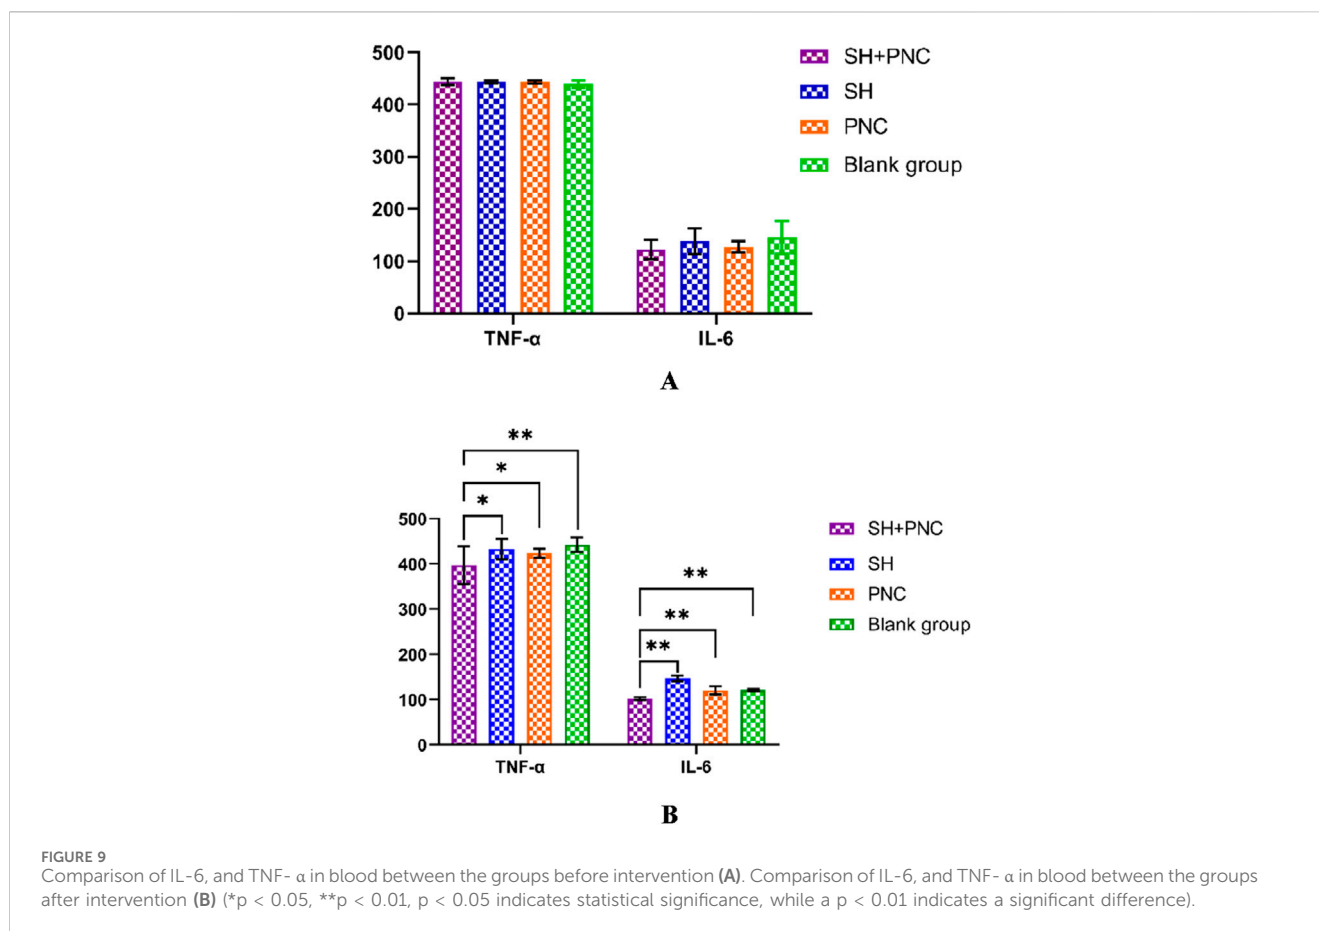 500
400
300
200
100
0
TNF-α
IL-6
SH+PNC
SH
PNC
Blank group
A
**
*
*
**
**
**
500
400
300
200
100
0
TNF-α
IL-6
SH+PNC
SH
PNC
Blank group
B
FIGURE 9
Comparison of IL-6, and TNF- α in blood between the groups before intervention (A). Comparison of IL-6, and TNF- α in blood between the groups
after intervention (B) (*p < 0.05, **p < 0.01, p < 0.05 indicates statistical significance, while a p < 0.01 indicates a significant difference).